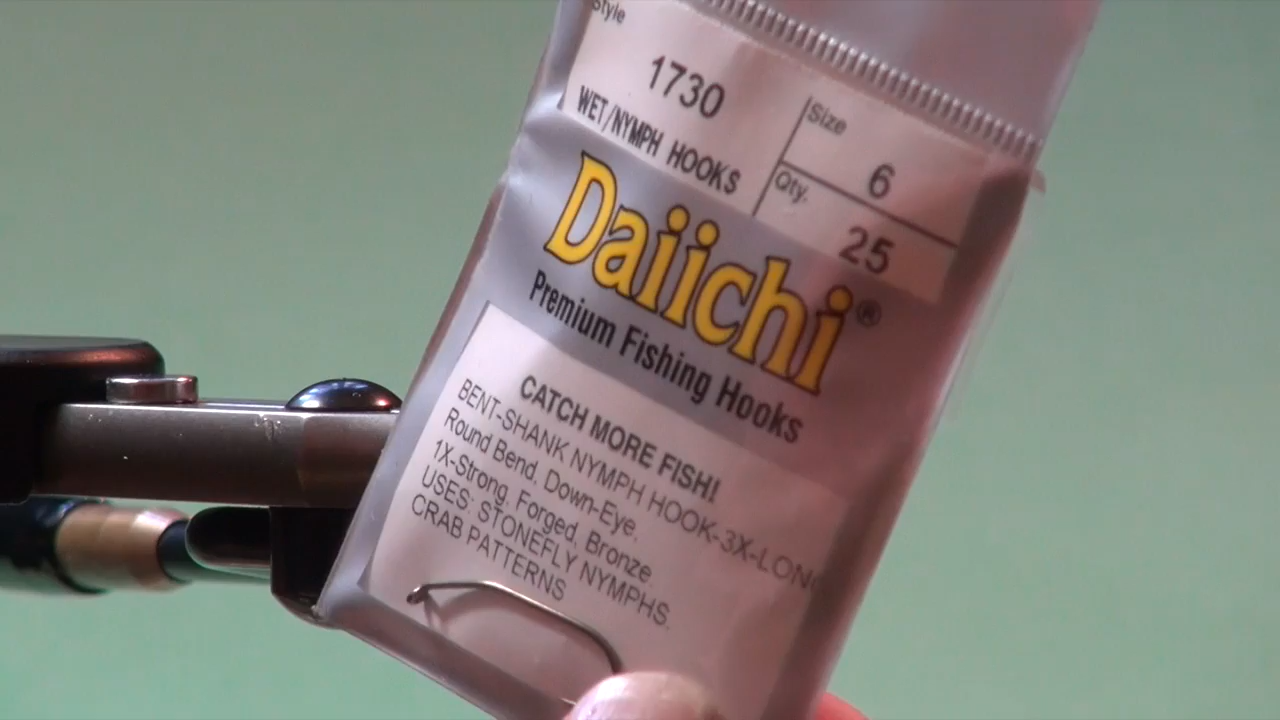 Style
1730
WET/NYMPH HOOKS
Size
6
Qty.
25
Daiichi®
Premium Fishing Hooks
CATCH MORE FISH!
BENT-SHANK NYMPH HOOK-3X-LONG
Round Bend, Down-Eye,
1X-Strong, Forged, Bronze
USES: STONEFLY NYMPHS.
CRAB PATTERNS